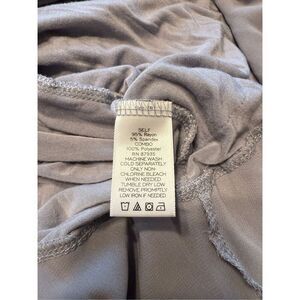 SELF
95% Rayon
5% Spandex
COMBO
100% Polyester
RN 87935
MACHINE WASH
COLD SEPARATELY
ONLY NON
CHLORINE BLEACH
WHEN NEEDED
TUMBLE DRY LOW
REMOVE PROMPTLY
LOW IRON IF NEEDED